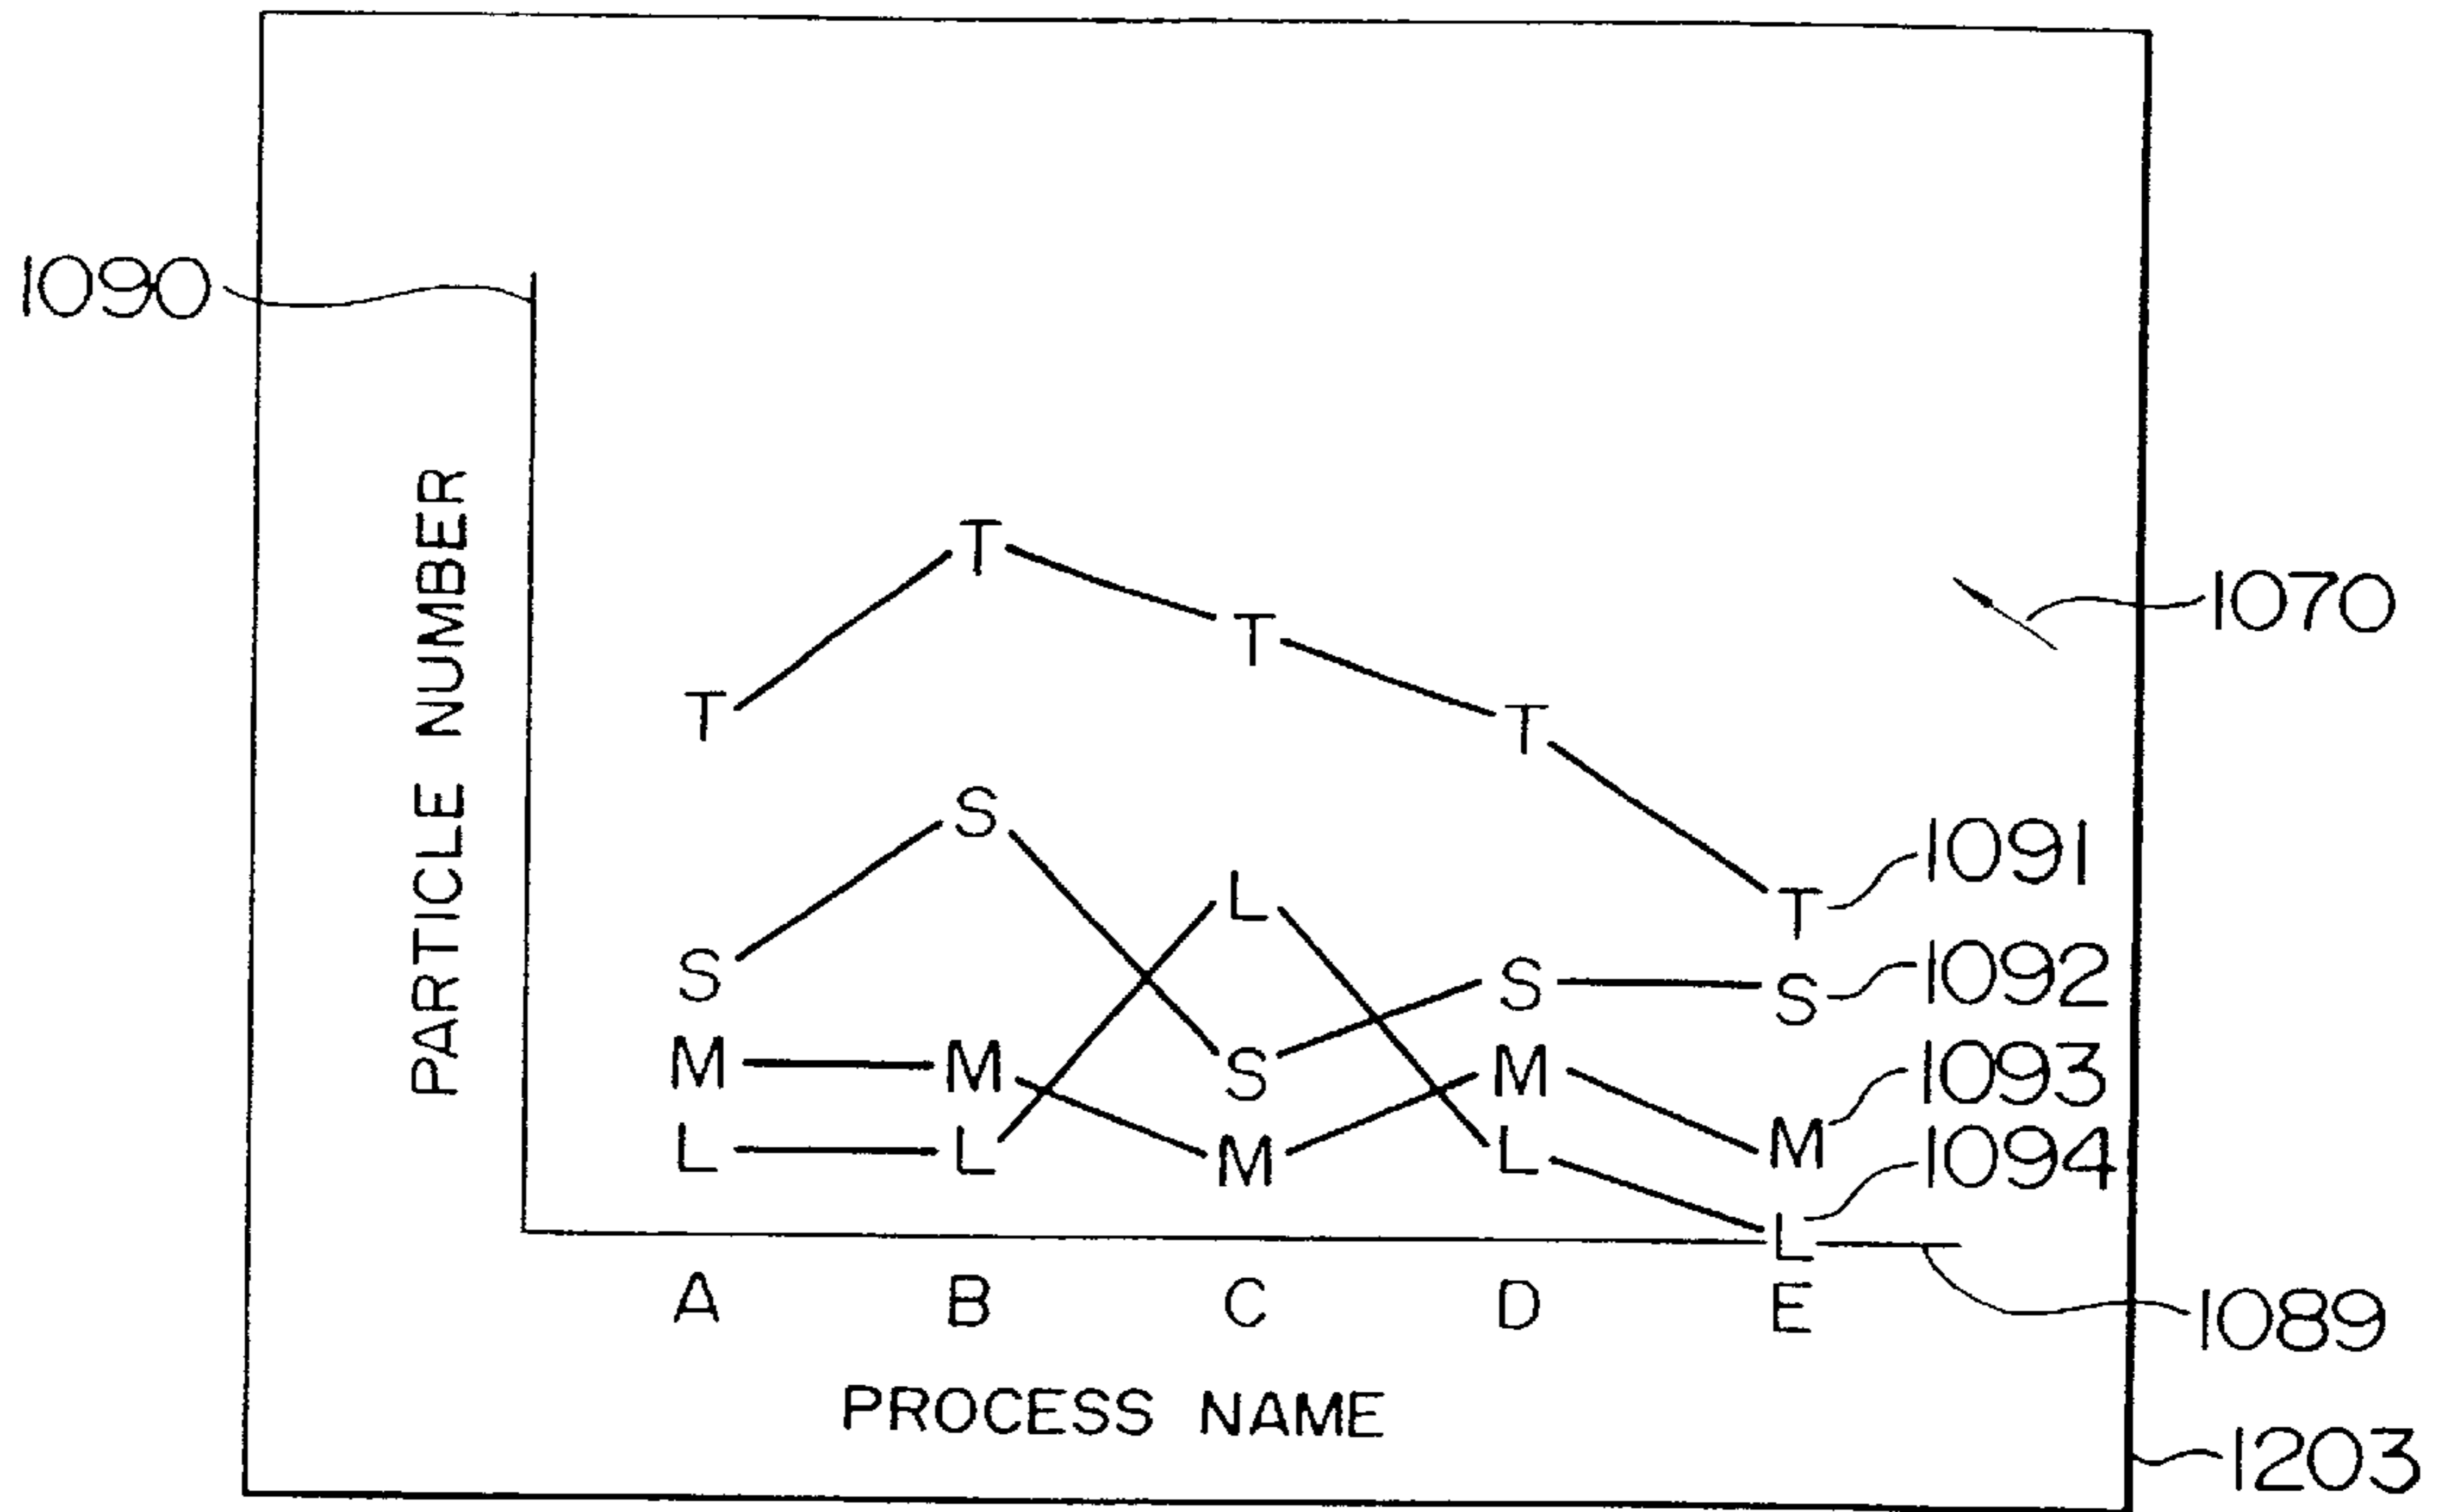 1090
PARTICLE NUMBER
T
T
1070
T
T
T
1091
S
L
S
S
S
1092
M
M
S
M
1093
L
L
M
L
M
1094
L
A B C D E
1089
PROCESS NAME
1203